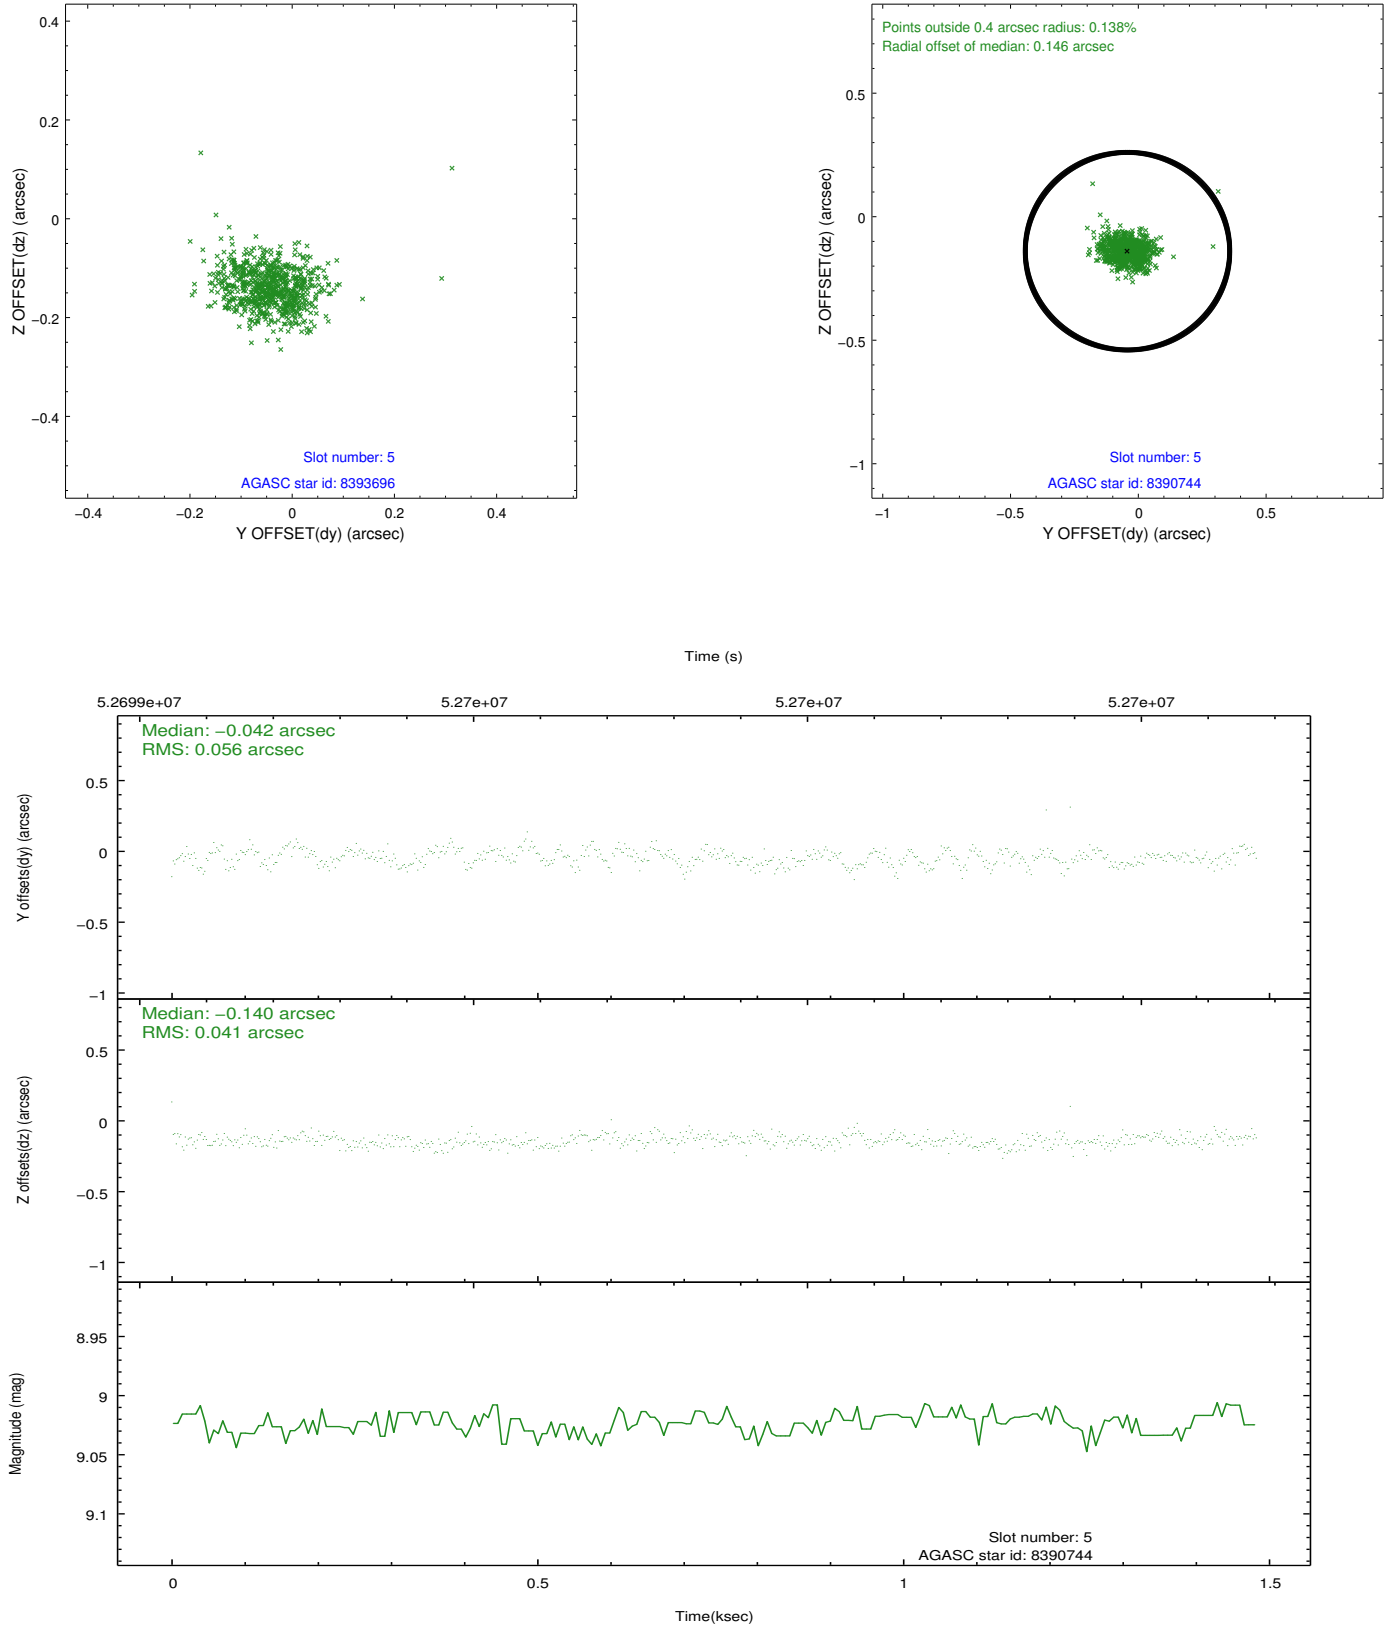 0.4
0.2
0
−0.2
−0.4
Z OFFSET(dz) (arcsec)
Slot number: 5
AGASC star id: 8393696
−0.4 −0.2 0 0.2 0.4
Y OFFSET(dy) (arcsec)
Points outside 0.4 arcsec radius: 0.138%
Radial offset of median: 0.146 arcsec
0.5
0
−0.5
−1
Z OFFSET(dz) (arcsec)
Slot number: 5
AGASC star id: 8390744
−1 −0.5 0 0.5
Y OFFSET(dy) (arcsec)
Time (s)
5.2699e+07 5.27e+07 5.27e+07 5.27e+07
Median: −0.042 arcsec
RMS: 0.056 arcsec
0.5
0
−0.5
−1
Y offsets(dy) (arcsec)
Median: −0.140 arcsec
RMS: 0.041 arcsec
0.5
0
−0.5
−1
Z offsets(dz) (arcsec)
8.95
9
9.05
9.1
Magnitude (mag)
Slot number: 5
AGASC star id: 8390744
0 0.5 1 1.5
Time(ksec)